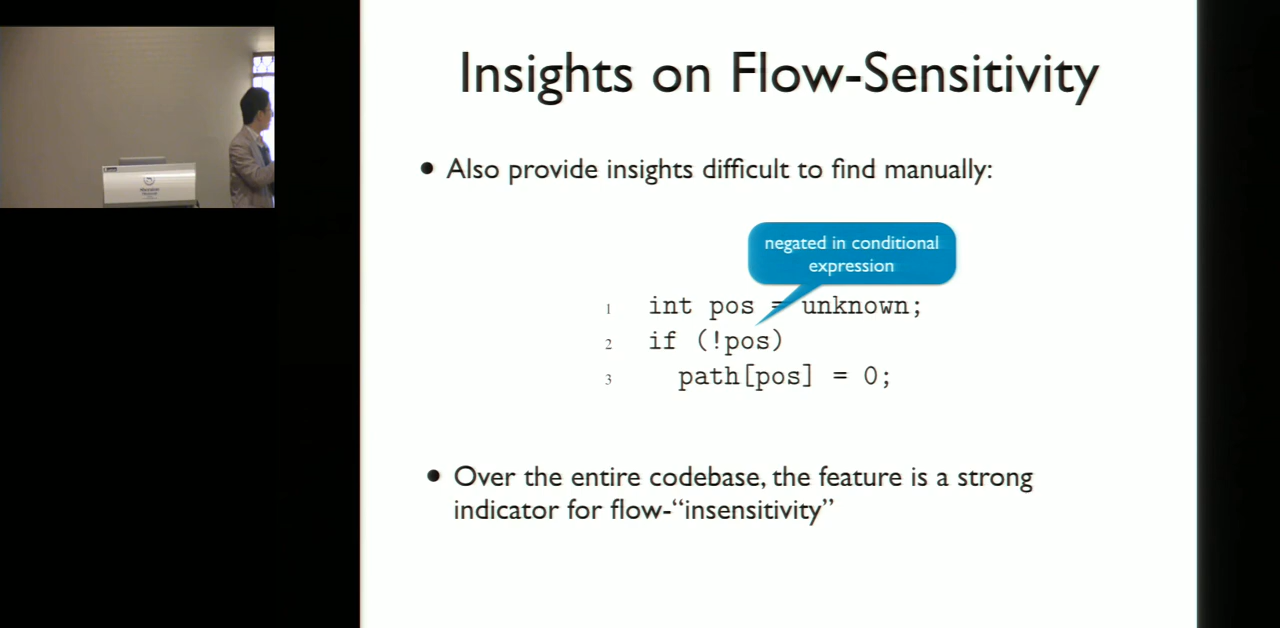 Insights on Flow-Sensitivity
• Also provide insights difficult to find manually:
negated in conditional
expression
1 int pos = unknown;
2 if (!pos)
3 path[pos] = 0;
• Over the entire codebase, the feature is a strong
indicator for flow-“insensitivity”